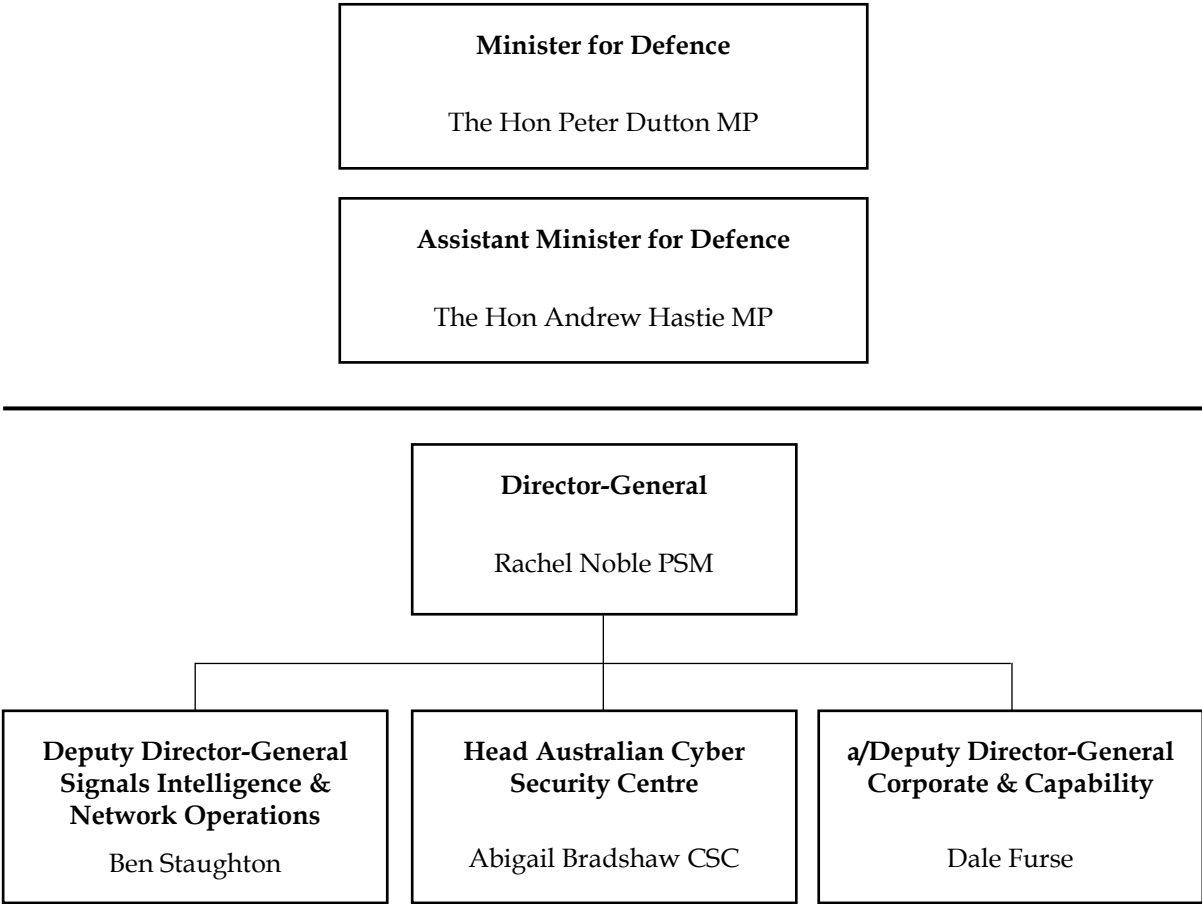 Minister for Defence
The Hon Peter Dutton MP
Assistant Minister for Defence
The Hon Andrew Hastie MP
Director-General
Rachel Noble PSM
Deputy Director-General
Signals Intelligence &
Network Operations
Ben Staughton
Head Australian Cyber
Security Centre
Abigail Bradshaw CSC
a/Deputy Director-General
Corporate & Capability
Dale Furse